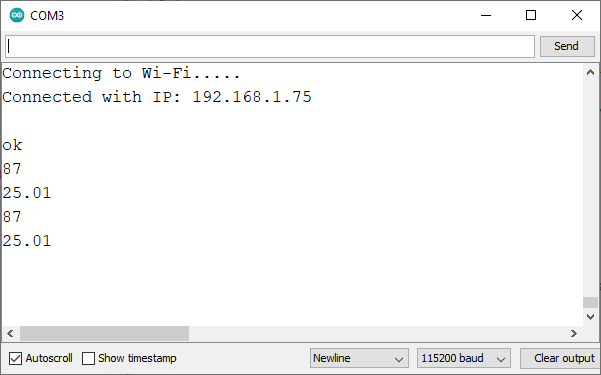 COM3
Send
Connecting to Wi-Fi.....
Connected with IP: 192.168.1.75
ok
87
25.01
87
25.01
Autoscroll Show timestamp Newline 115200 baud Clear output